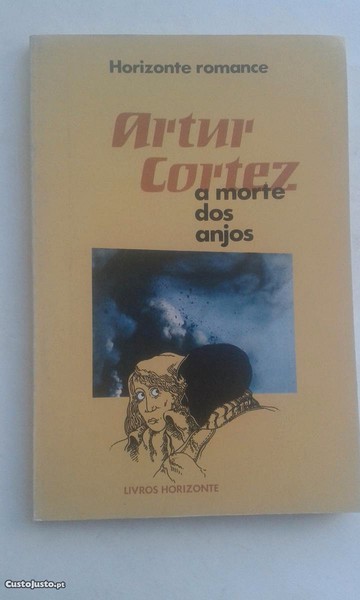 Horizonte romance
Artur
Cortez
a morte
dos
anjos
LIVROS HORIZONTE
CustoJusto.pt